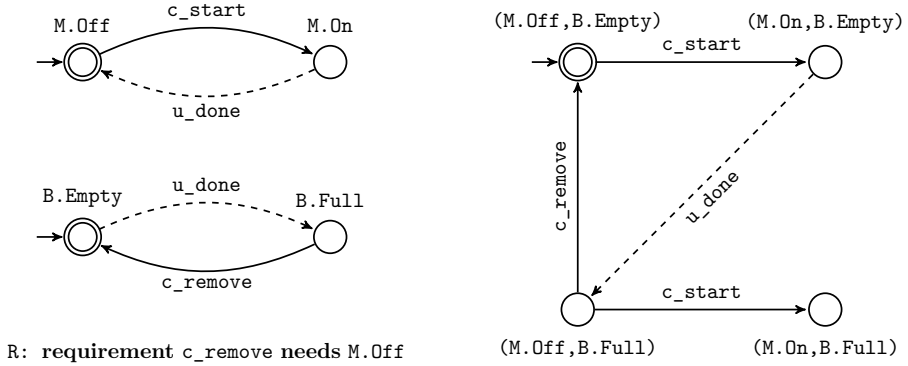 c_start
M.Off
M.On
u_done
u_done
B.Empty
B.Full
c_remove
R: requirement c_remove needs M.Off
(M.Off,B.Empty)
(M.On,B.Empty)
c_start
c_remove
u_done
c_start
(M.Off,B.Full)
(M.On,B.Full)